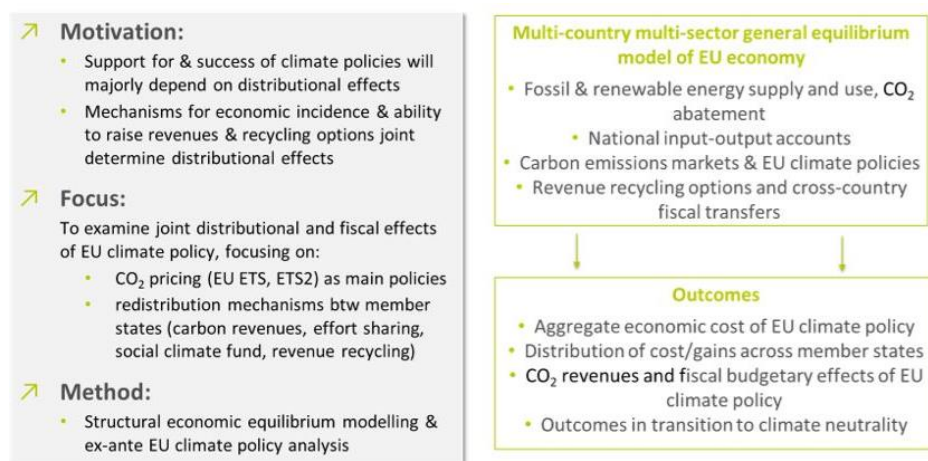 Motivation:
• Support for & success of climate policies will
majorly depend on distributional effects
• Mechanisms for economic incidence & ability
to raise revenues & recycling options joint
determine distributional effects
Focus:
To examine joint distributional and fiscal effects
of EU climate policy, focusing on:
• CO₂ pricing (EU ETS, ETS2) as main policies
• redistribution mechanisms btw member
states (carbon revenues, effort sharing,
social climate fund, revenue recycling)
Method:
• Structural economic equilibrium modelling &
ex-ante EU climate policy analysis
Multi-country multi-sector general equilibrium
model of EU economy
• Fossil & renewable energy supply and use, CO₂
abatement
• National input-output accounts
• Carbon emissions markets & EU climate policies
• Revenue recycling options and cross-country
fiscal transfers
Outcomes
• Aggregate economic cost of EU climate policy
• Distribution of cost/gains across member states
• CO₂ revenues and fiscal budgetary effects of EU
climate policy
• Outcomes in transition to climate neutrality